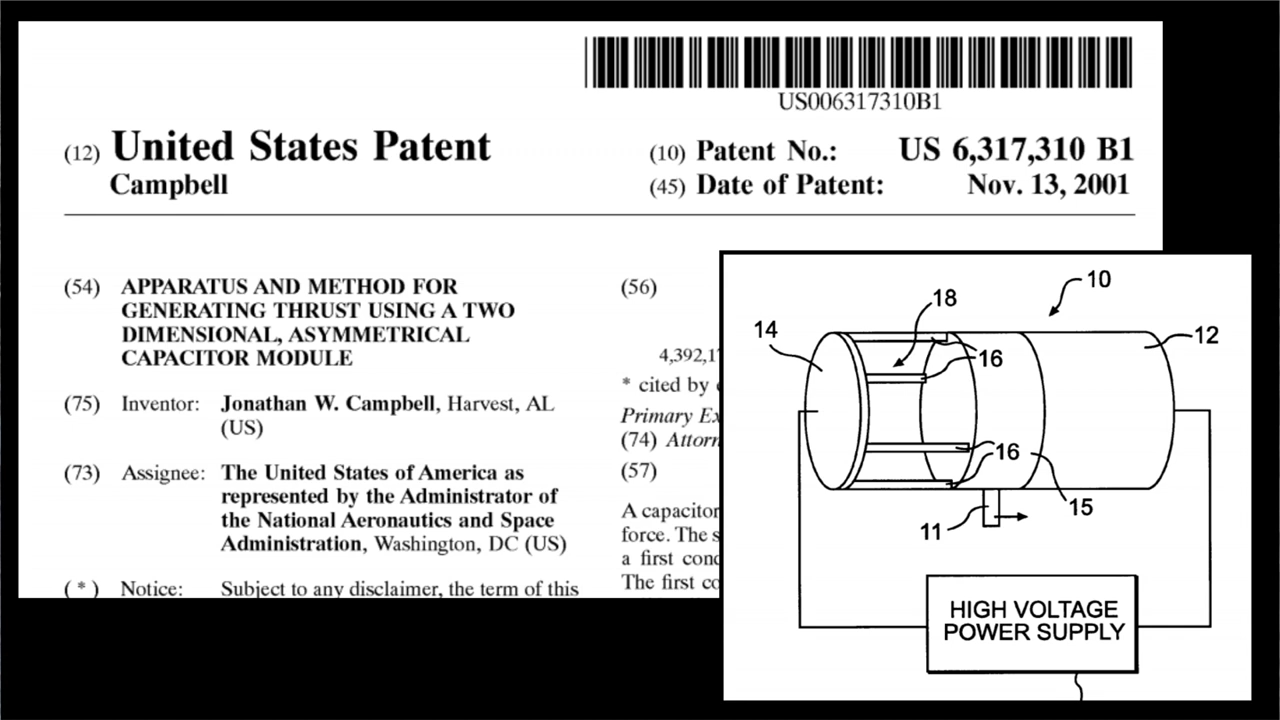 US006317310B1
(12) United States Patent
Campbell
(10) Patent No.: US 6,317,310 B1
(45) Date of Patent: Nov. 13, 2001
(54) APPARATUS AND METHOD FOR
GENERATING THRUST USING A TWO
DIMENSIONAL, ASYMMETRICAL
CAPACITOR MODULE
(75) Inventor: Jonathan W. Campbell, Harvest, AL
(US)
(73) Assignee: The United States of America as
represented by the Administrator of
the National Aeronautics and Space
Administration, Washington, DC (US)
(*) Notice: Subject to any disclaimer, the term of this
(56)
4,392,17
* cited by
Primary Ex
(74) Attorn
(57)
A capacitor
force. The s
a first conc
The first co
10
18
14
12
16
16
15
11
HIGH VOLTAGE
POWER SUPPLY